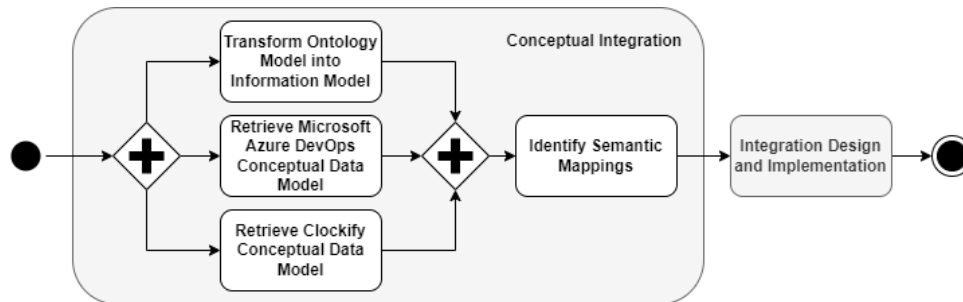 Conceptual Integration
Transform Ontology
Model into
Information Model
Retrieve Microsoft
Azure DevOps
Conceptual Data
Model
Retrieve Clockify
Conceptual Data
Model
Identify Semantic
Mappings
Integration Design
and Implementation